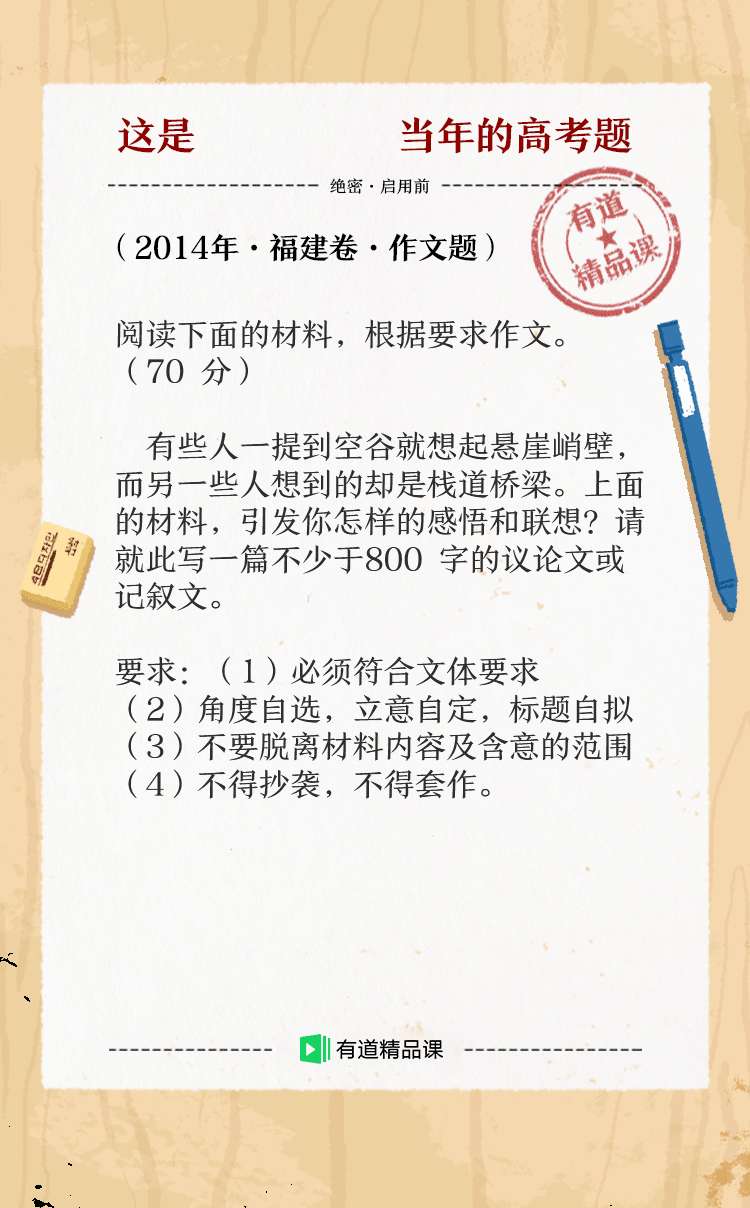 这是 当年的高考题
绝密·启用前
有道
精品课
（2014年·福建卷·作文题）
阅读下面的材料，根据要求作文。
（70 分）
有些人一提到空谷就想起悬崖峭壁，
而另一些人想到的却是栈道桥梁。上面
的材料，引发你怎样的感悟和联想？请
就此写一篇不少于800 字的议论文或
记叙文。
要求：（1）必须符合文体要求
（2）角度自选，立意自定，标题自拟
（3）不要脱离材料内容及含意的范围
（4）不得抄袭，不得套作。
有道精品课